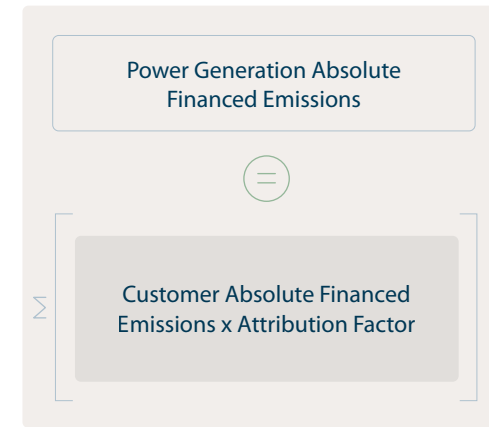 Power Generation Absolute
Financed Emissions
=
Σ
Customer Absolute Financed
Emissions x Attribution Factor